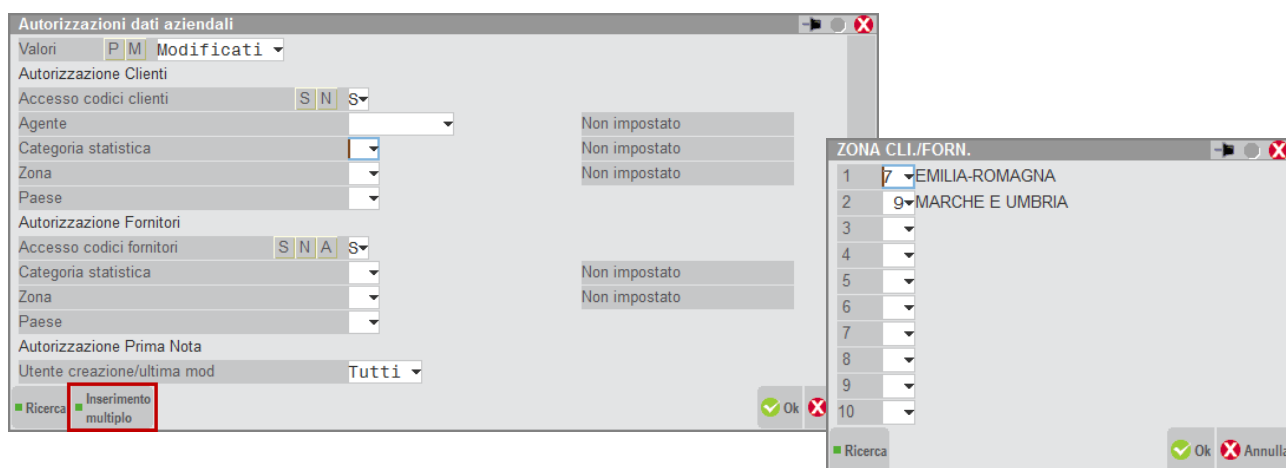 Autorizzazioni dati aziendali
Valori P M Modificati
Autorizzazione Clienti
Accesso codici clienti S N S
Agente Non impostato
Categoria statistica Non impostato
Zona Non impostato
Paese
Autorizzazione Fornitori
Accesso codici fornitori S N A S
Categoria statistica Non impostato
Zona Non impostato
Paese
Autorizzazione Prima Nota
Utente creazione/ultima mod Tutti
Ricerca Inserimento multiplo Ok
ZONA CLI./FORN.
1 7 EMILIA-ROMAGNA
2 9 MARCHE E UMBRIA
3
4
5
6
7
8
9
10
Ricerca Ok Annulla